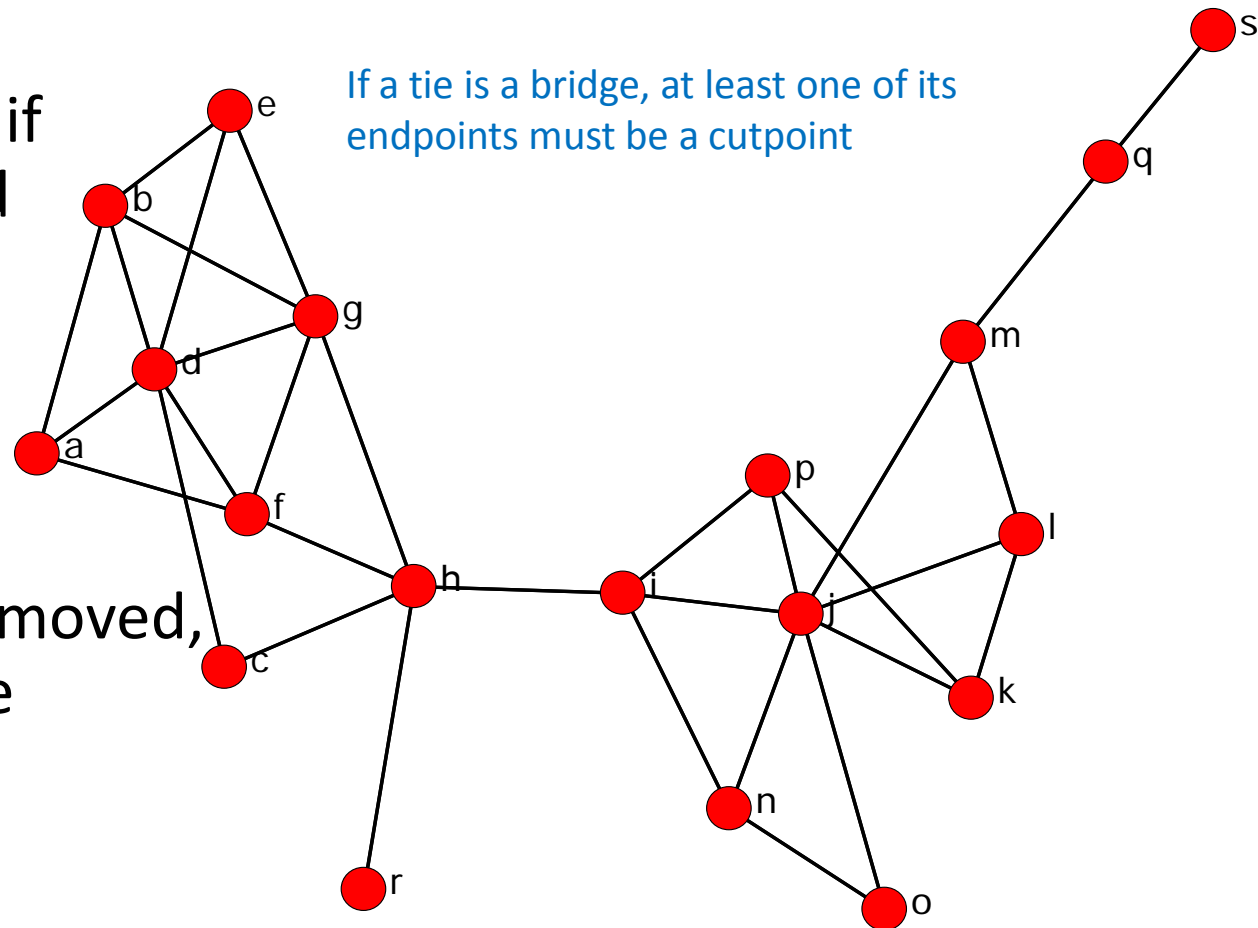 if
d
moved,
e
If a tie is a bridge, at least one of its
endpoints must be a cutpoint
s
e
q
b
g
m
d
a
p
f
l
h
i
j
c
k
n
r
o